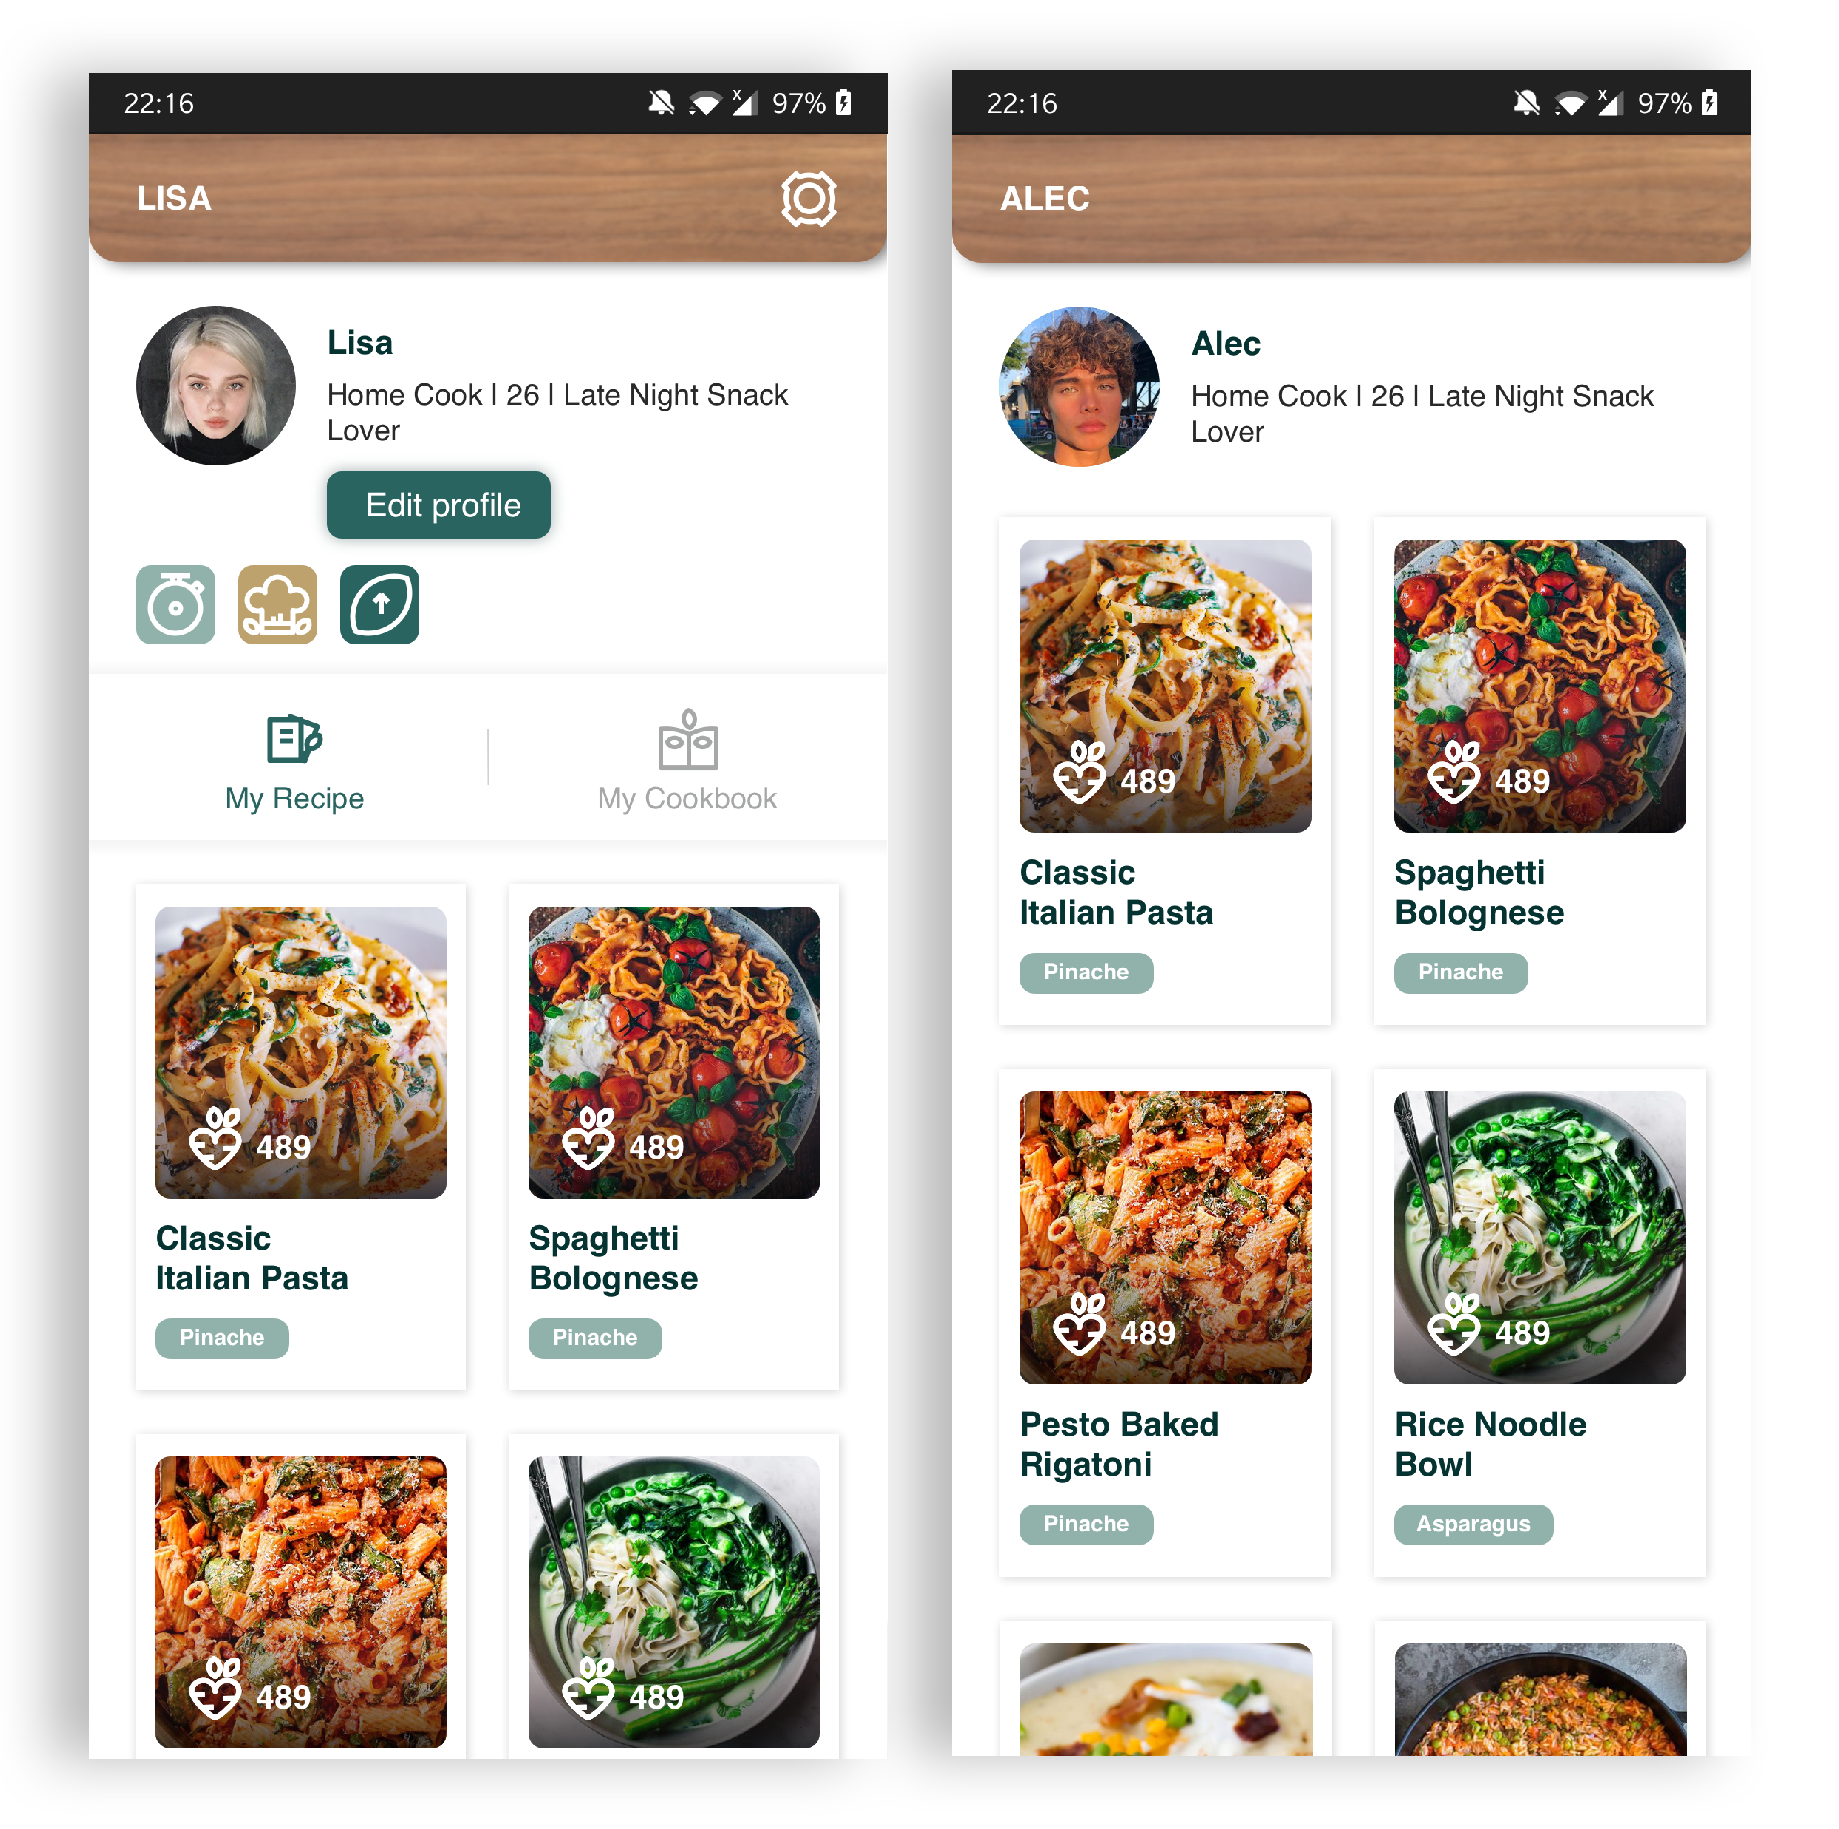 22:16
97%
LISA
Lisa
Home Cook | 26 | Late Night Snack
Lover
Edit profile
My Recipe
My Cookbook
489
489
Classic
Italian Pasta
Spaghetti
Bolognese
Pinache
Pinache
489
489
22:16
97%
ALEC
Alec
Home Cook | 26 | Late Night Snack
Lover
489
489
Classic
Italian Pasta
Spaghetti
Bolognese
Pinache
Pinache
489
489
Pesto Baked
Rigatoni
Rice Noodle
Bowl
Pinache
Asparagus